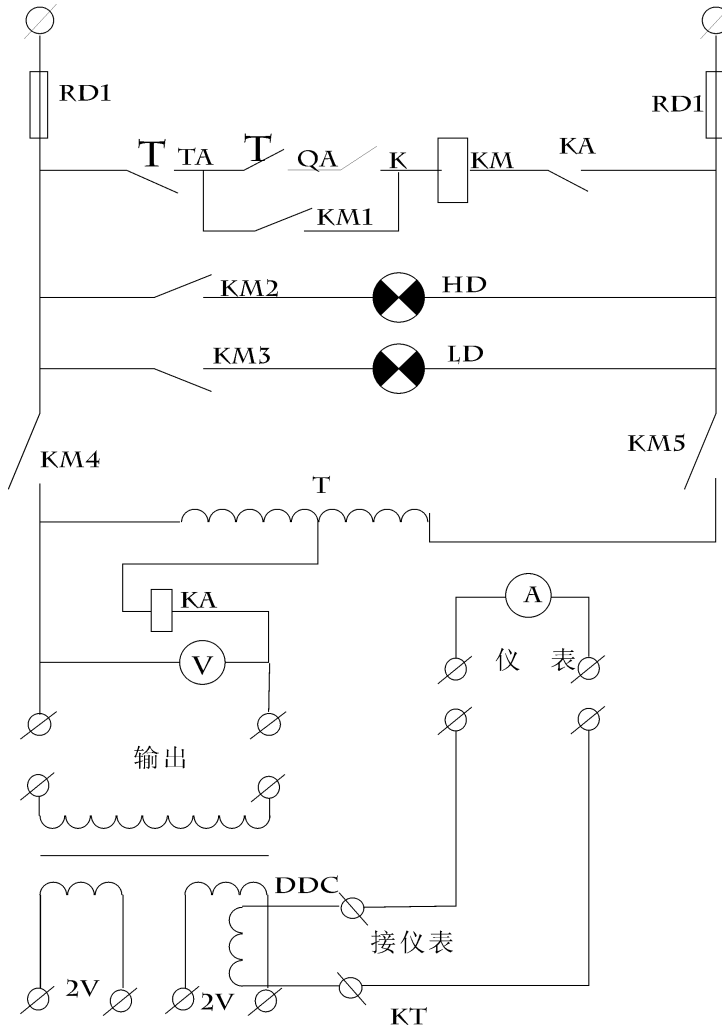 RD1
RD1
T TA T QA K KM KA
KM1
KM2 HD
KM3 LD
KM4
KM5
T
KA
A
V
仪 表
输出
DDC
接仪表
2V
2V
KT